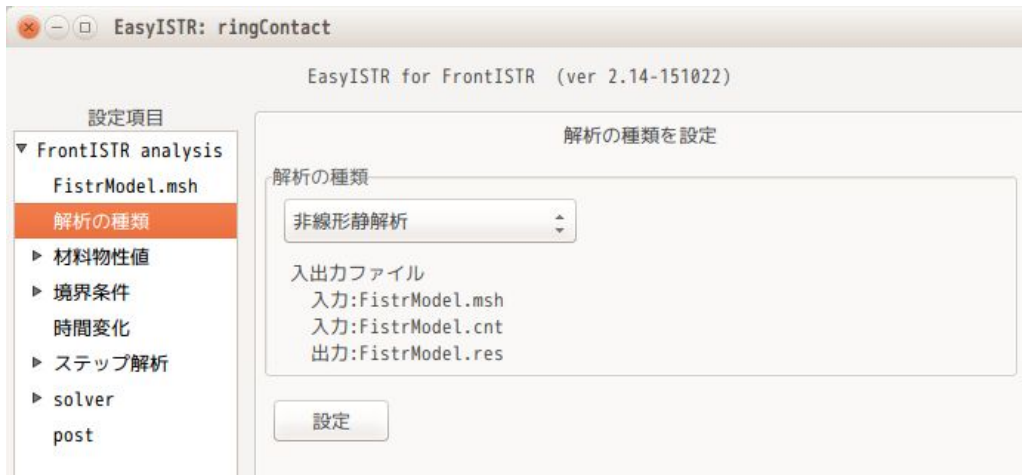 EasyISTR: ringContact
EasyISTR for FrontISTR (ver 2.14-151022)
設定項目
FrontISTR analysis
FistrModel.msh
解析の種類
材料物性値
境界条件
時間変化
ステップ解析
solver
post
解析の種類を設定
解析の種類
非線形静解析
入出力ファイル
入力:FistrModel.msh
入力:FistrModel.cnt
出力:FistrModel.res
設定